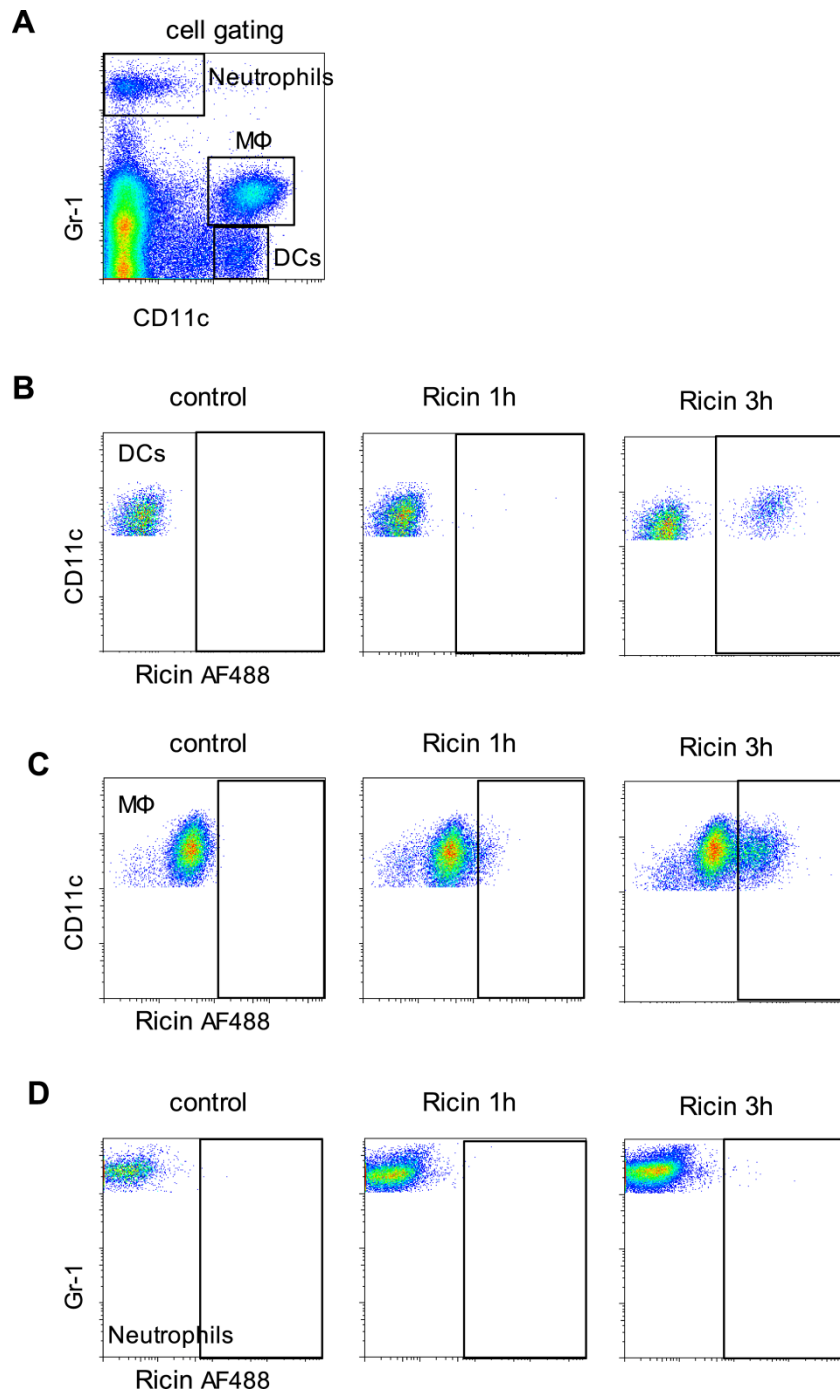 A
cell gating
Neutrophils
MΦ
DCs
Gr-1
CD11c
B
control
Ricin 1h
Ricin 3h
DCs
CD11c
Ricin AF488
C
control
Ricin 1h
Ricin 3h
MΦ
CD11c
Ricin AF488
D
control
Ricin 1h
Ricin 3h
Gr-1
Neutrophils
Ricin AF488